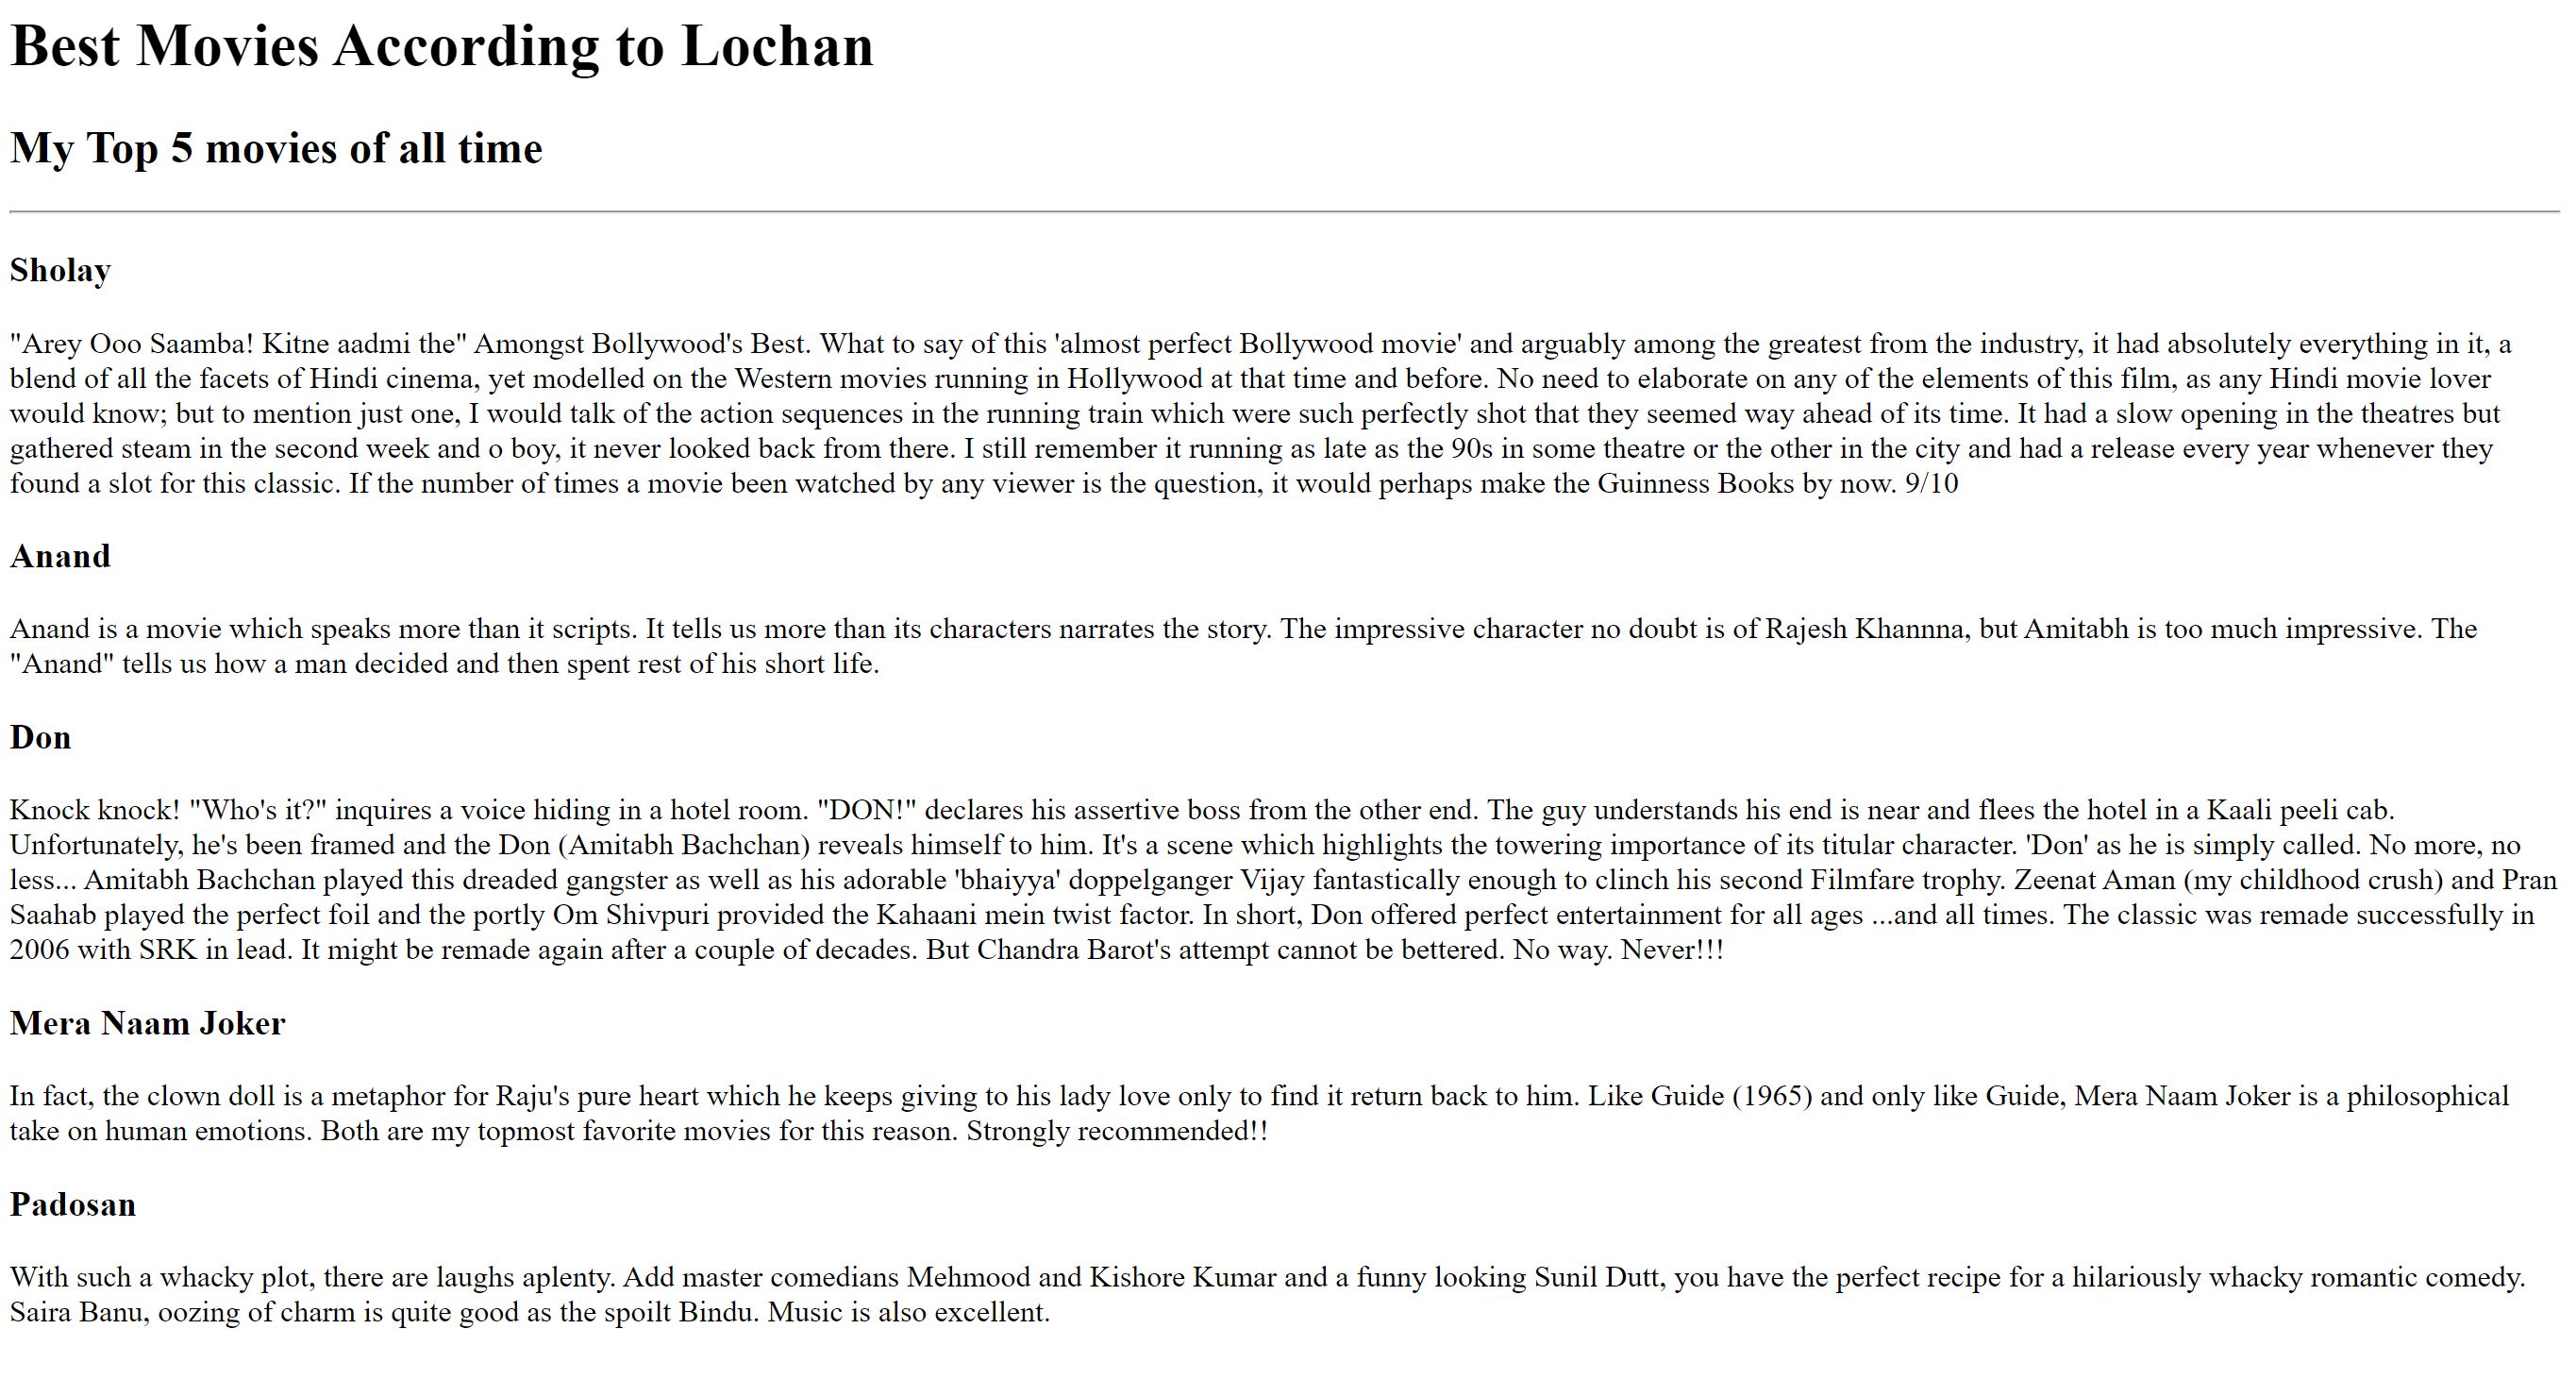 Best Movies According to Lochan
My Top 5 movies of all time
Sholay
"Arey Ooo Saamba! Kitne aadmi the" Amongst Bollywood's Best. What to say of this 'almost perfect Bollywood movie' and arguably among the greatest from the industry, it had absolutely everything in it, a
blend of all the facets of Hindi cinema, yet modelled on the Western movies running in Hollywood at that time and before. No need to elaborate on any of the elements of this film, as any Hindi movie lover
would know; but to mention just one, I would talk of the action sequences in the running train which were such perfectly shot that they seemed way ahead of its time. It had a slow opening in the theatres but
gathered steam in the second week and o boy, it never looked back from there. I still remember it running as late as the 90s in some theatre or the other in the city and had a release every year whenever they
found a slot for this classic. If the number of times a movie been watched by any viewer is the question, it would perhaps make the Guinness Books by now. 9/10
Anand
Anand is a movie which speaks more than it scripts. It tells us more than its characters narrates the story. The impressive character no doubt is of Rajesh Khannna, but Amitabh is too much impressive. The
"Anand" tells us how a man decided and then spent rest of his short life.
Don
Knock knock! "Who's it?" inquires a voice hiding in a hotel room. "DON!" declares his assertive boss from the other end. The guy understands his end is near and flees the hotel in a Kaali peeli cab.
Unfortunately, he's been framed and the Don (Amitabh Bachchan) reveals himself to him. It's a scene which highlights the towering importance of its titular character. 'Don' as he is simply called. No more, no
less... Amitabh Bachchan played this dreaded gangster as well as his adorable 'bhaiyya' doppelganger Vijay fantastically enough to clinch his second Filmfare trophy. Zeenat Aman (my childhood crush) and Pran
Saahab played the perfect foil and the portly Om Shivpuri provided the Kahaani mein twist factor. In short, Don offered perfect entertainment for all ages ...and all times. The classic was remade successfully in
2006 with SRK in lead. It might be remade again after a couple of decades. But Chandra Barot's attempt cannot be bettered. No way. Never!!!
Mera Naam Joker
In fact, the clown doll is a metaphor for Raju's pure heart which he keeps giving to his lady love only to find it return back to him. Like Guide (1965) and only like Guide, Mera Naam Joker is a philosophical
take on human emotions. Both are my topmost favorite movies for this reason. Strongly recommended!!
Padosan
With such a whacky plot, there are laughs aplenty. Add master comedians Mehmood and Kishore Kumar and a funny looking Sunil Dutt, you have the perfect recipe for a hilariously whacky romantic comedy.
Saira Banu, oozing of charm is quite good as the spoilt Bindu. Music is also excellent.